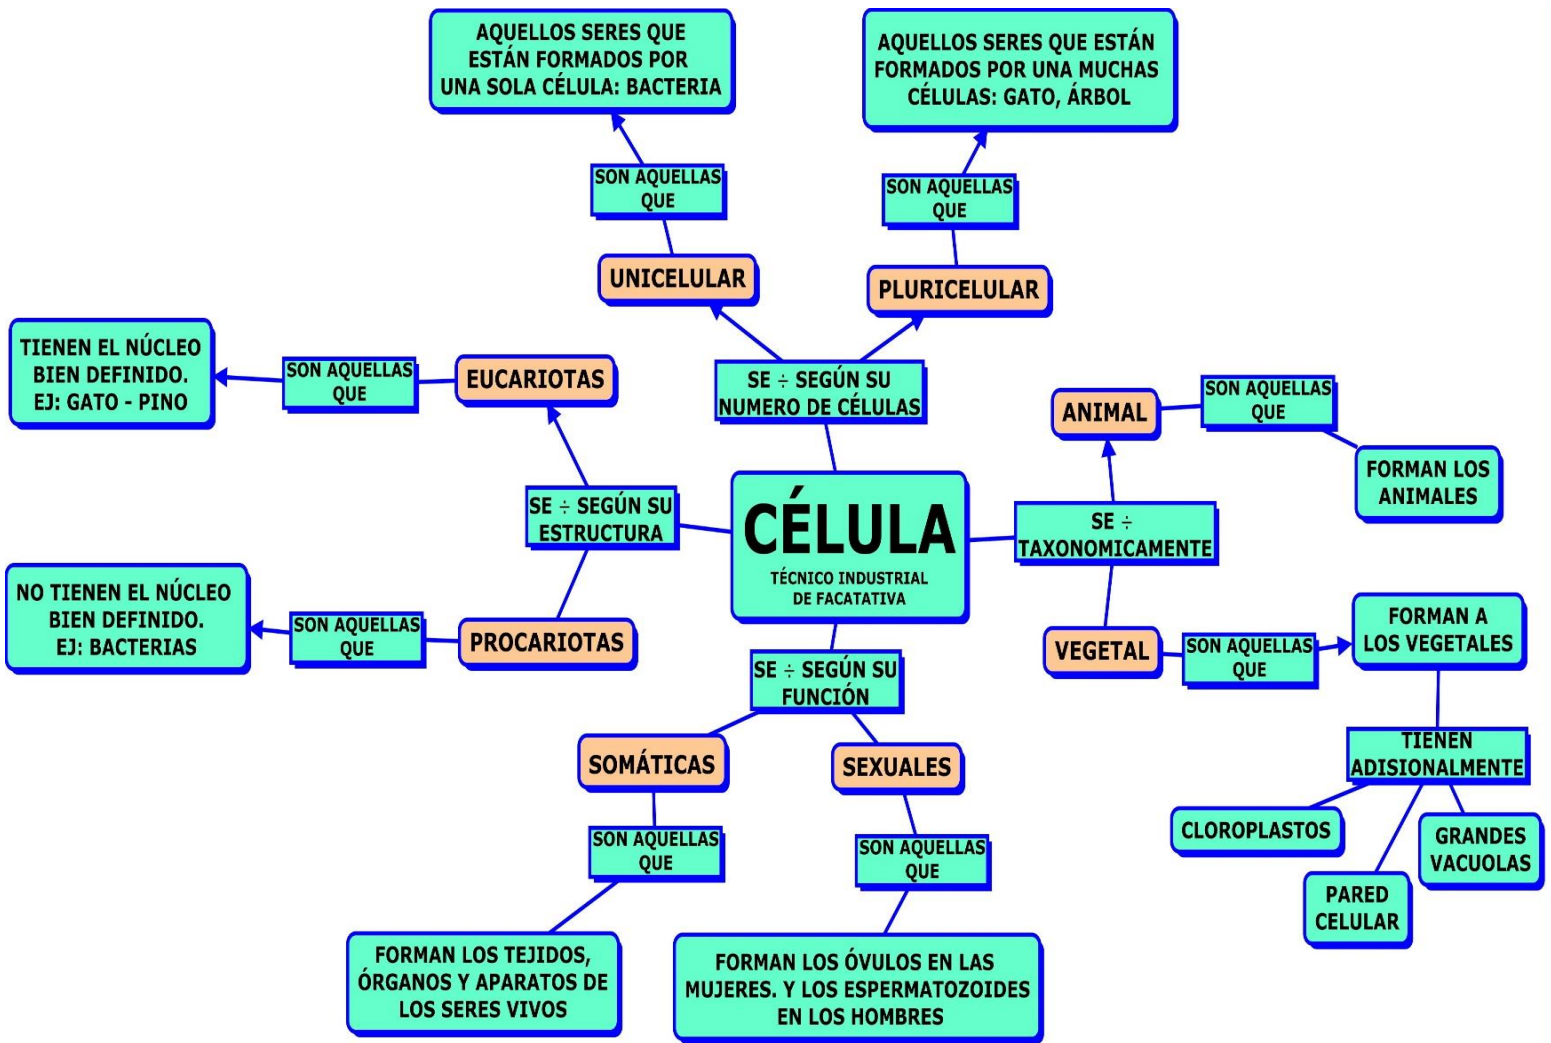 AQUELLOS SERES QUE
ESTÁN FORMADOS POR
UNA SOLA CÉLULA: BACTERIA
AQUELLOS SERES QUE ESTÁN
FORMADOS POR UNA MUCHAS
CÉLULAS: GATO, ÁRBOL
SON AQUELLAS
QUE
SON AQUELLAS
QUE
UNICELULAR
PLURICELULAR
TIENEN EL NÚCLEO
BIEN DEFINIDO.
EJ: GATO - PINO
SON AQUELLAS
QUE
EUCARIOTAS
SE ÷ SEGÚN SU
NUMERO DE CÉLULAS
ANIMAL
SON AQUELLAS
QUE
FORMAN LOS
ANIMALES
SE ÷ SEGÚN SU
ESTRUCTURA
CÉLULA
TÉCNICO INDUSTRIAL
DE FACATATIVA
SE ÷
TAXONOMICAMENTE
NO TIENEN EL NÚCLEO
BIEN DEFINIDO.
EJ: BACTERIAS
SON AQUELLAS
QUE
PROCARIOTAS
VEGETAL
SON AQUELLAS
QUE
FORMAN A
LOS VEGETALES
SE ÷ SEGÚN SU
FUNCIÓN
SOMÁTICAS
SEXUALES
TIENEN
ADISIONALMENTE
CLOROPLASTOS
GRANDES
VACUOLAS
PARED
CELULAR
SON AQUELLAS
QUE
SON AQUELLAS
QUE
FORMAN LOS TEJIDOS,
ÓRGANOS Y APARATOS DE
LOS SERES VIVOS
FORMAN LOS ÓVULOS EN LAS
MUJERES. Y LOS ESPERMATOZOIDES
EN LOS HOMBRES